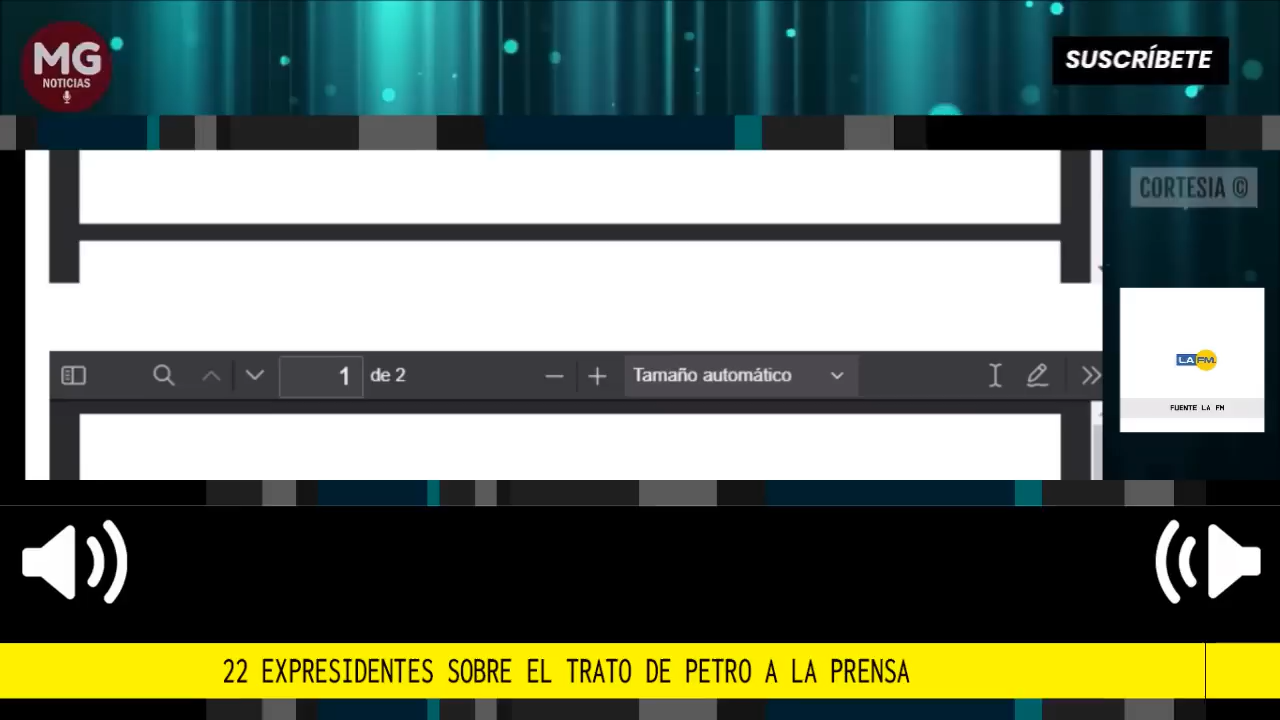 MG
NOTICIAS
SUSCRÍBETE
CORTESIA ©
1 de 2
Tamaño automático
LA FM
FUENTE LA FM
22 EXPRESIDENTES SOBRE EL TRATO DE PETRO A LA PRENSA